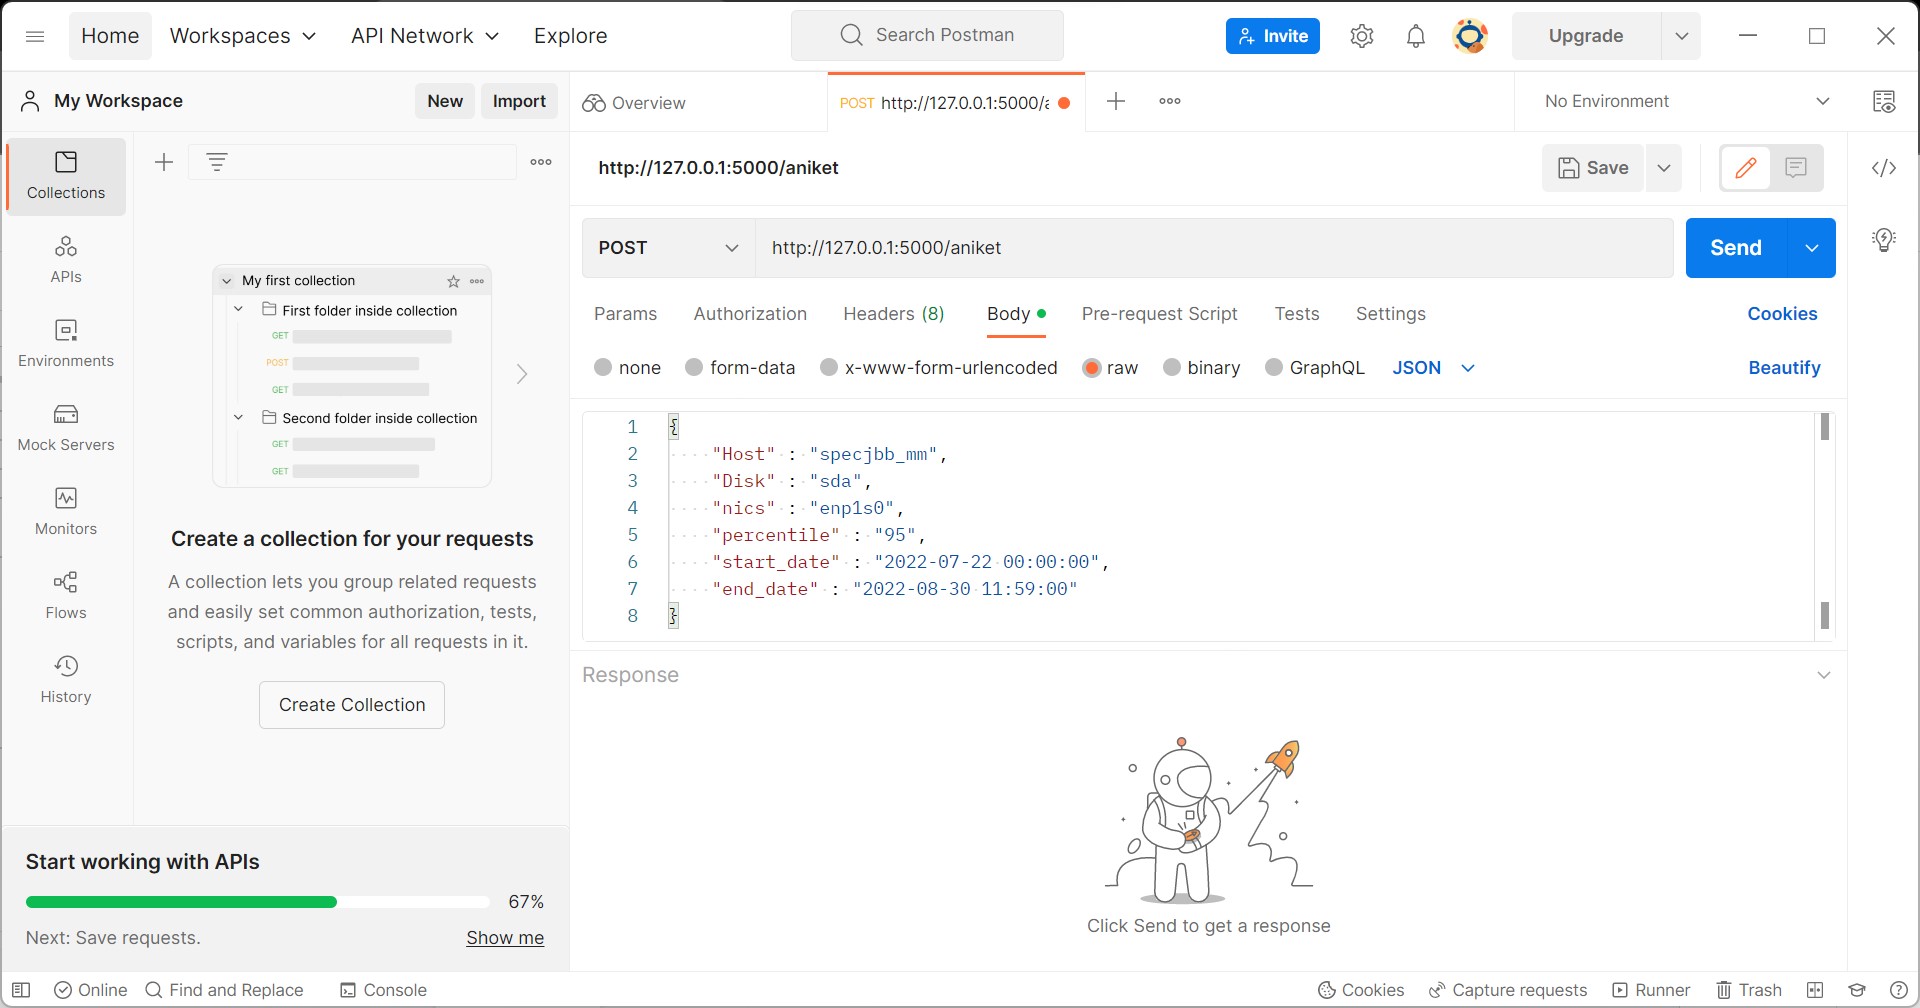 Home Workspaces API Network Explore Search Postman Invite Upgrade
My Workspace New Import
Overview POST http://127.0.0.1:5000/a No Environment
Collections
APIs
Environments
Mock Servers
Monitors
Flows
History
My first collection
First folder inside collection
GET
POST
GET
Second folder inside collection
GET
GET
Create a collection for your requests
A collection lets you group related requests
and easily set common authorization, tests,
scripts, and variables for all requests in it.
Create Collection
Start working with APIs
67%
Next: Save requests. Show me
http://127.0.0.1:5000/aniket Save
POST http://127.0.0.1:5000/aniket Send
Params Authorization Headers (8) Body Pre-request Script Tests Settings Cookies
none form-data x-www-form-urlencoded raw binary GraphQL JSON Beautify
1 {
2 "Host" : "specjbb_mm",
3 "Disk" : "sda",
4 "nics" : "enp1s0",
5 "percentile" : "95",
6 "start_date" : "2022-07-22 00:00:00",
7 "end_date" : "2022-08-30 11:59:00"
8 }
Response
Click Send to get a response
Online Find and Replace Console Cookies Capture requests Runner Trash